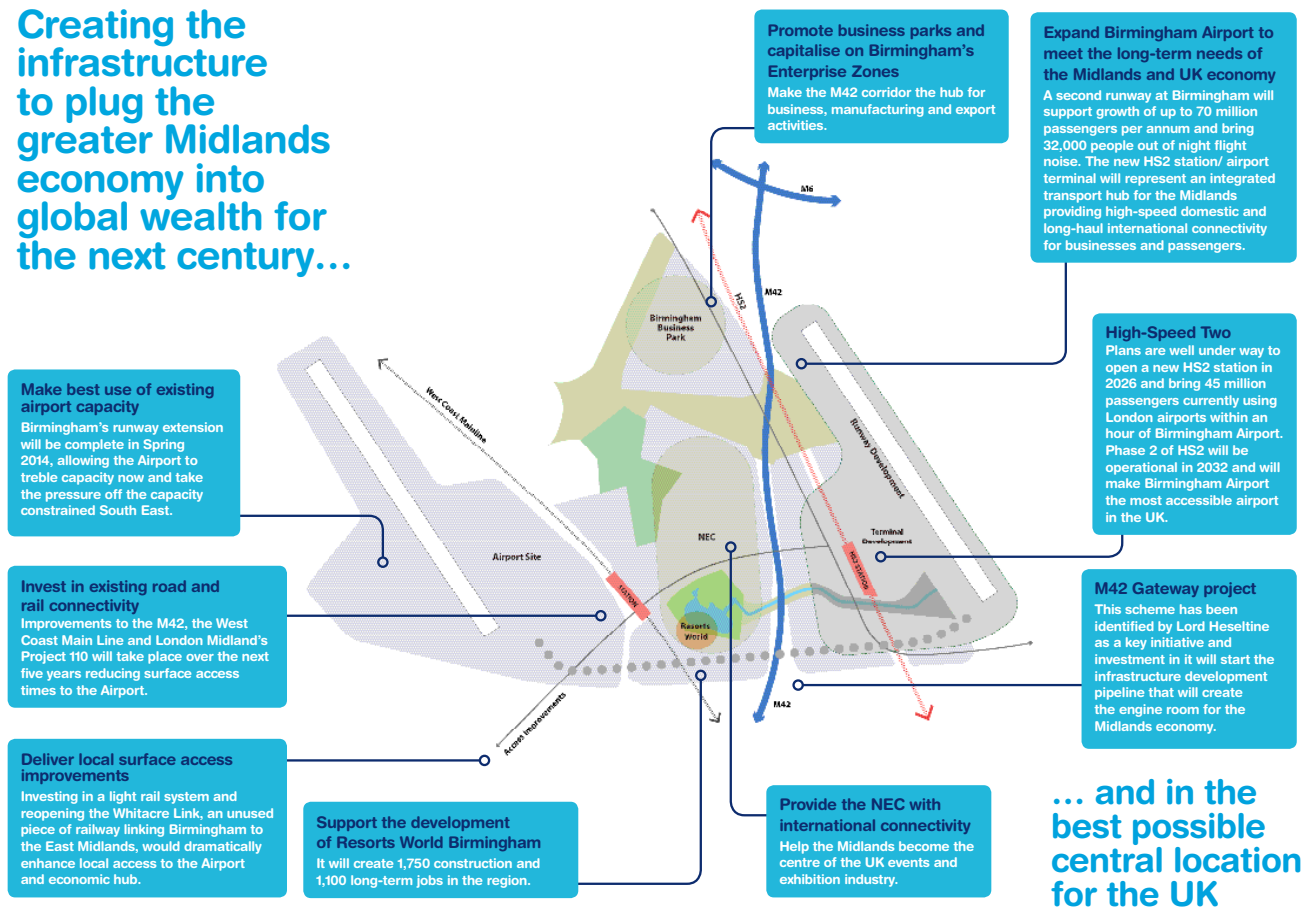 Creating the
infrastructure
to plug the
greater Midlands
economy into
global wealth for
the next century…
Promote business parks and
capitalise on Birmingham's
Enterprise Zones
Make the M42 corridor the hub for
business, manufacturing and export
activities.
Expand Birmingham Airport to
meet the long-term needs of
the Midlands and UK economy
A second runway at Birmingham will
support growth of up to 70 million
passengers per annum and bring
32,000 people out of night flight
noise. The new HS2 station/ airport
terminal will represent an integrated
transport hub for the Midlands
providing high-speed domestic and
long-haul international connectivity
for businesses and passengers.
M6
HS2
M42
Birmingham
Business
Park
West Coast Mainline
Runway Development
High-Speed Two
Plans are well under way to
open a new HS2 station in
2026 and bring 45 million
passengers currently using
London airports within an
hour of Birmingham Airport.
Phase 2 of HS2 will be
operational in 2032 and will
make Birmingham Airport
the most accessible airport
in the UK.
Make best use of existing
airport capacity
Birmingham's runway extension
will be complete in Spring
2014, allowing the Airport to
treble capacity now and take
the pressure off the capacity
constrained South East.
Airport Site
NEC
Terminal
Development
HS2 STATION
STATION
Resorts
World
Invest in existing road and
rail connectivity
Improvements to the M42, the West
Coast Main Line and London Midland's
Project 110 will take place over the next
five years reducing surface access
times to the Airport.
M42 Gateway project
This scheme has been
identified by Lord Heseltine
as a key initiative and
investment in it will start the
infrastructure development
pipeline that will create
the engine room for the
Midlands economy.
Access Improvements
M42
Deliver local surface access
improvements
Investing in a light rail system and
reopening the Whitacre Link, an unused
piece of railway linking Birmingham to
the East Midlands, would dramatically
enhance local access to the Airport
and economic hub.
Support the development
of Resorts World Birmingham
It will create 1,750 construction and
1,100 long-term jobs in the region.
Provide the NEC with
international connectivity
Help the Midlands become the
centre of the UK events and
exhibition industry.
… and in the
best possible
central location
for the UK